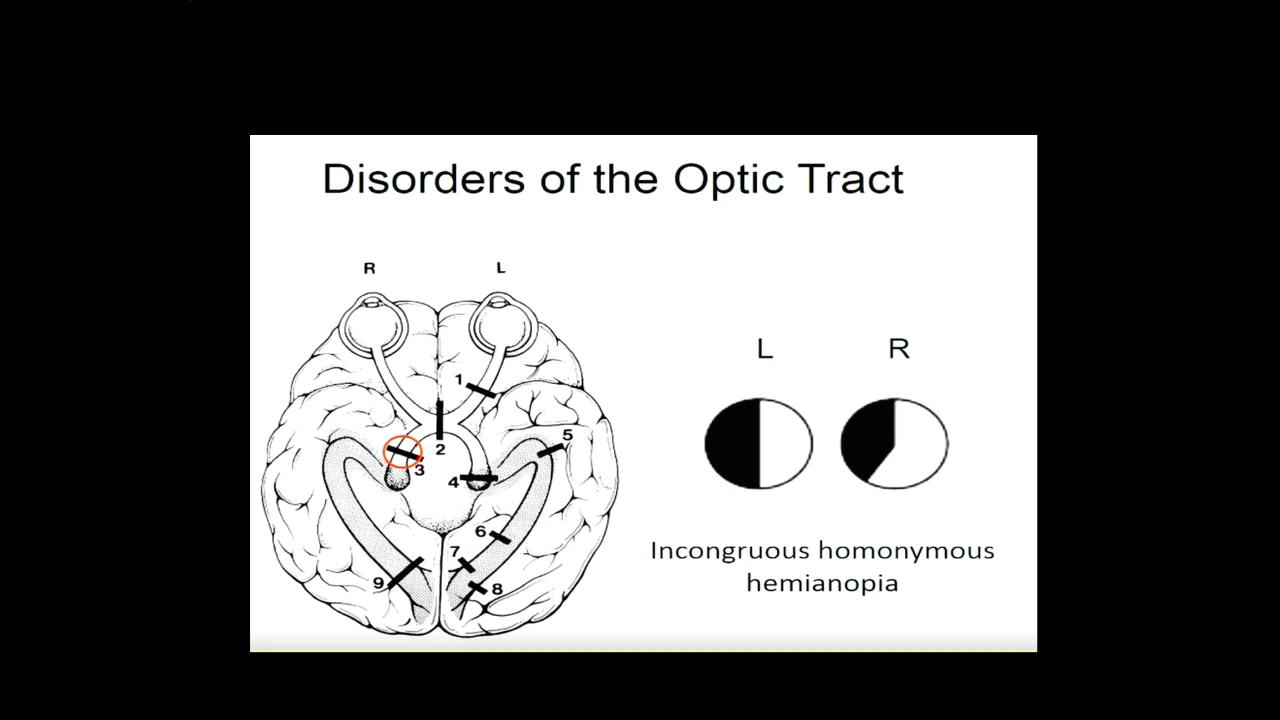 Disorders of the Optic Tract
R L
1
2
3
4
5
6
7
8
9
L R
Incongruous homonymous
hemianopia